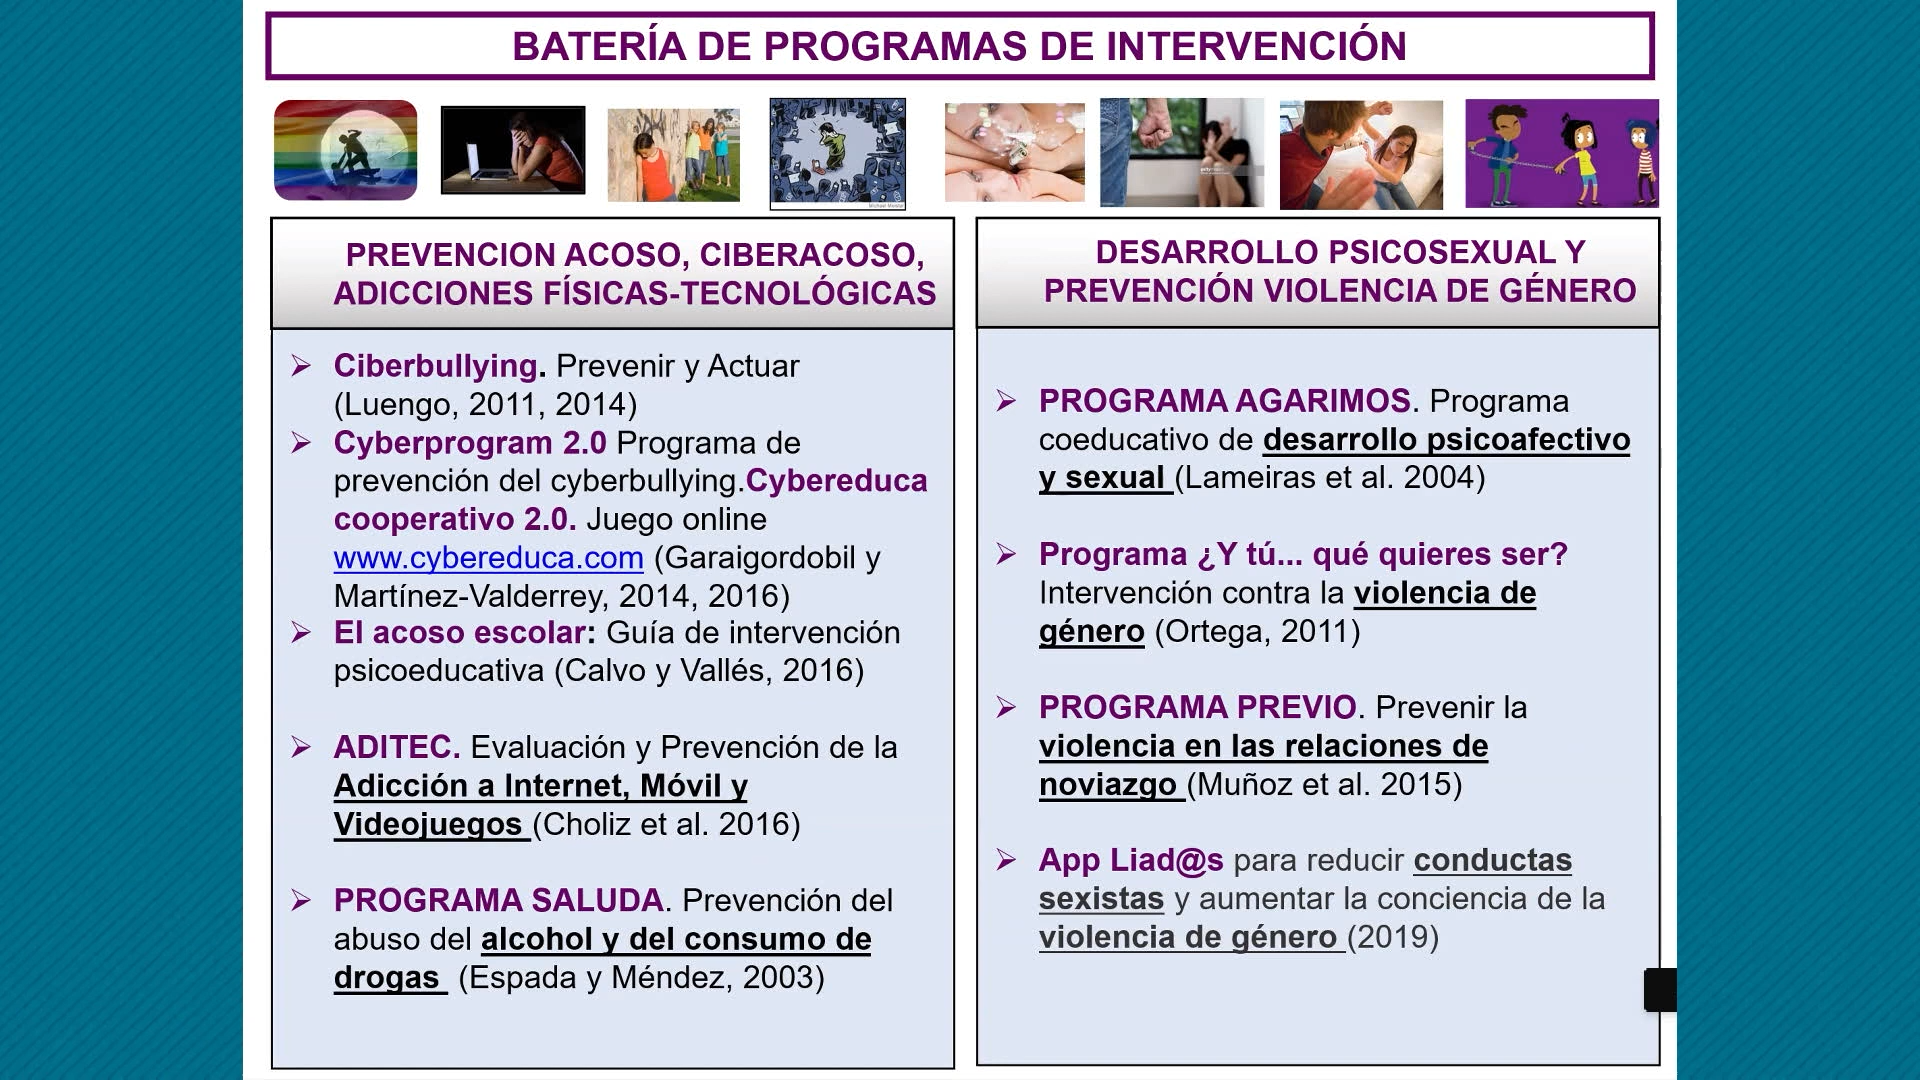 BATERÍA DE PROGRAMAS DE INTERVENCIÓN
PREVENCION ACOSO, CIBERACOSO,
ADICCIONES FÍSICAS-TECNOLÓGICAS
➢ Ciberbullying. Prevenir y Actuar
(Luengo, 2011, 2014)
➢ Cyberprogram 2.0 Programa de
prevención del cyberbullying.Cybereduca
cooperativo 2.0. Juego online
www.cybereduca.com (Garaigordobil y
Martínez-Valderrey, 2014, 2016)
➢ El acoso escolar: Guía de intervención
psicoeducativa (Calvo y Vallés, 2016)
➢ ADITEC. Evaluación y Prevención de la
Adicción a Internet, Móvil y
Videojuegos (Choliz et al. 2016)
➢ PROGRAMA SALUDA. Prevención del
abuso del alcohol y del consumo de
drogas (Espada y Méndez, 2003)
DESARROLLO PSICOSEXUAL Y
PREVENCIÓN VIOLENCIA DE GÉNERO
➢ PROGRAMA AGARIMOS. Programa
coeducativo de desarrollo psicoafectivo
y sexual (Lameiras et al. 2004)
➢ Programa ¿Y tú... qué quieres ser?
Intervención contra la violencia de
género (Ortega, 2011)
➢ PROGRAMA PREVIO. Prevenir la
violencia en las relaciones de
noviazgo (Muñoz et al. 2015)
➢ App Liad@s para reducir conductas
sexistas y aumentar la conciencia de la
violencia de género (2019)